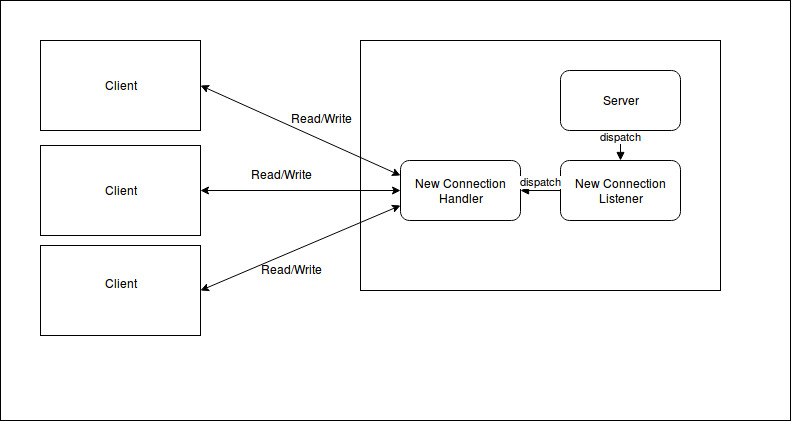 Client
Read/Write
Server
dispatch
Client
Read/Write
New Connection
Handler
dispatch
New Connection
Listener
Client
Read/Write